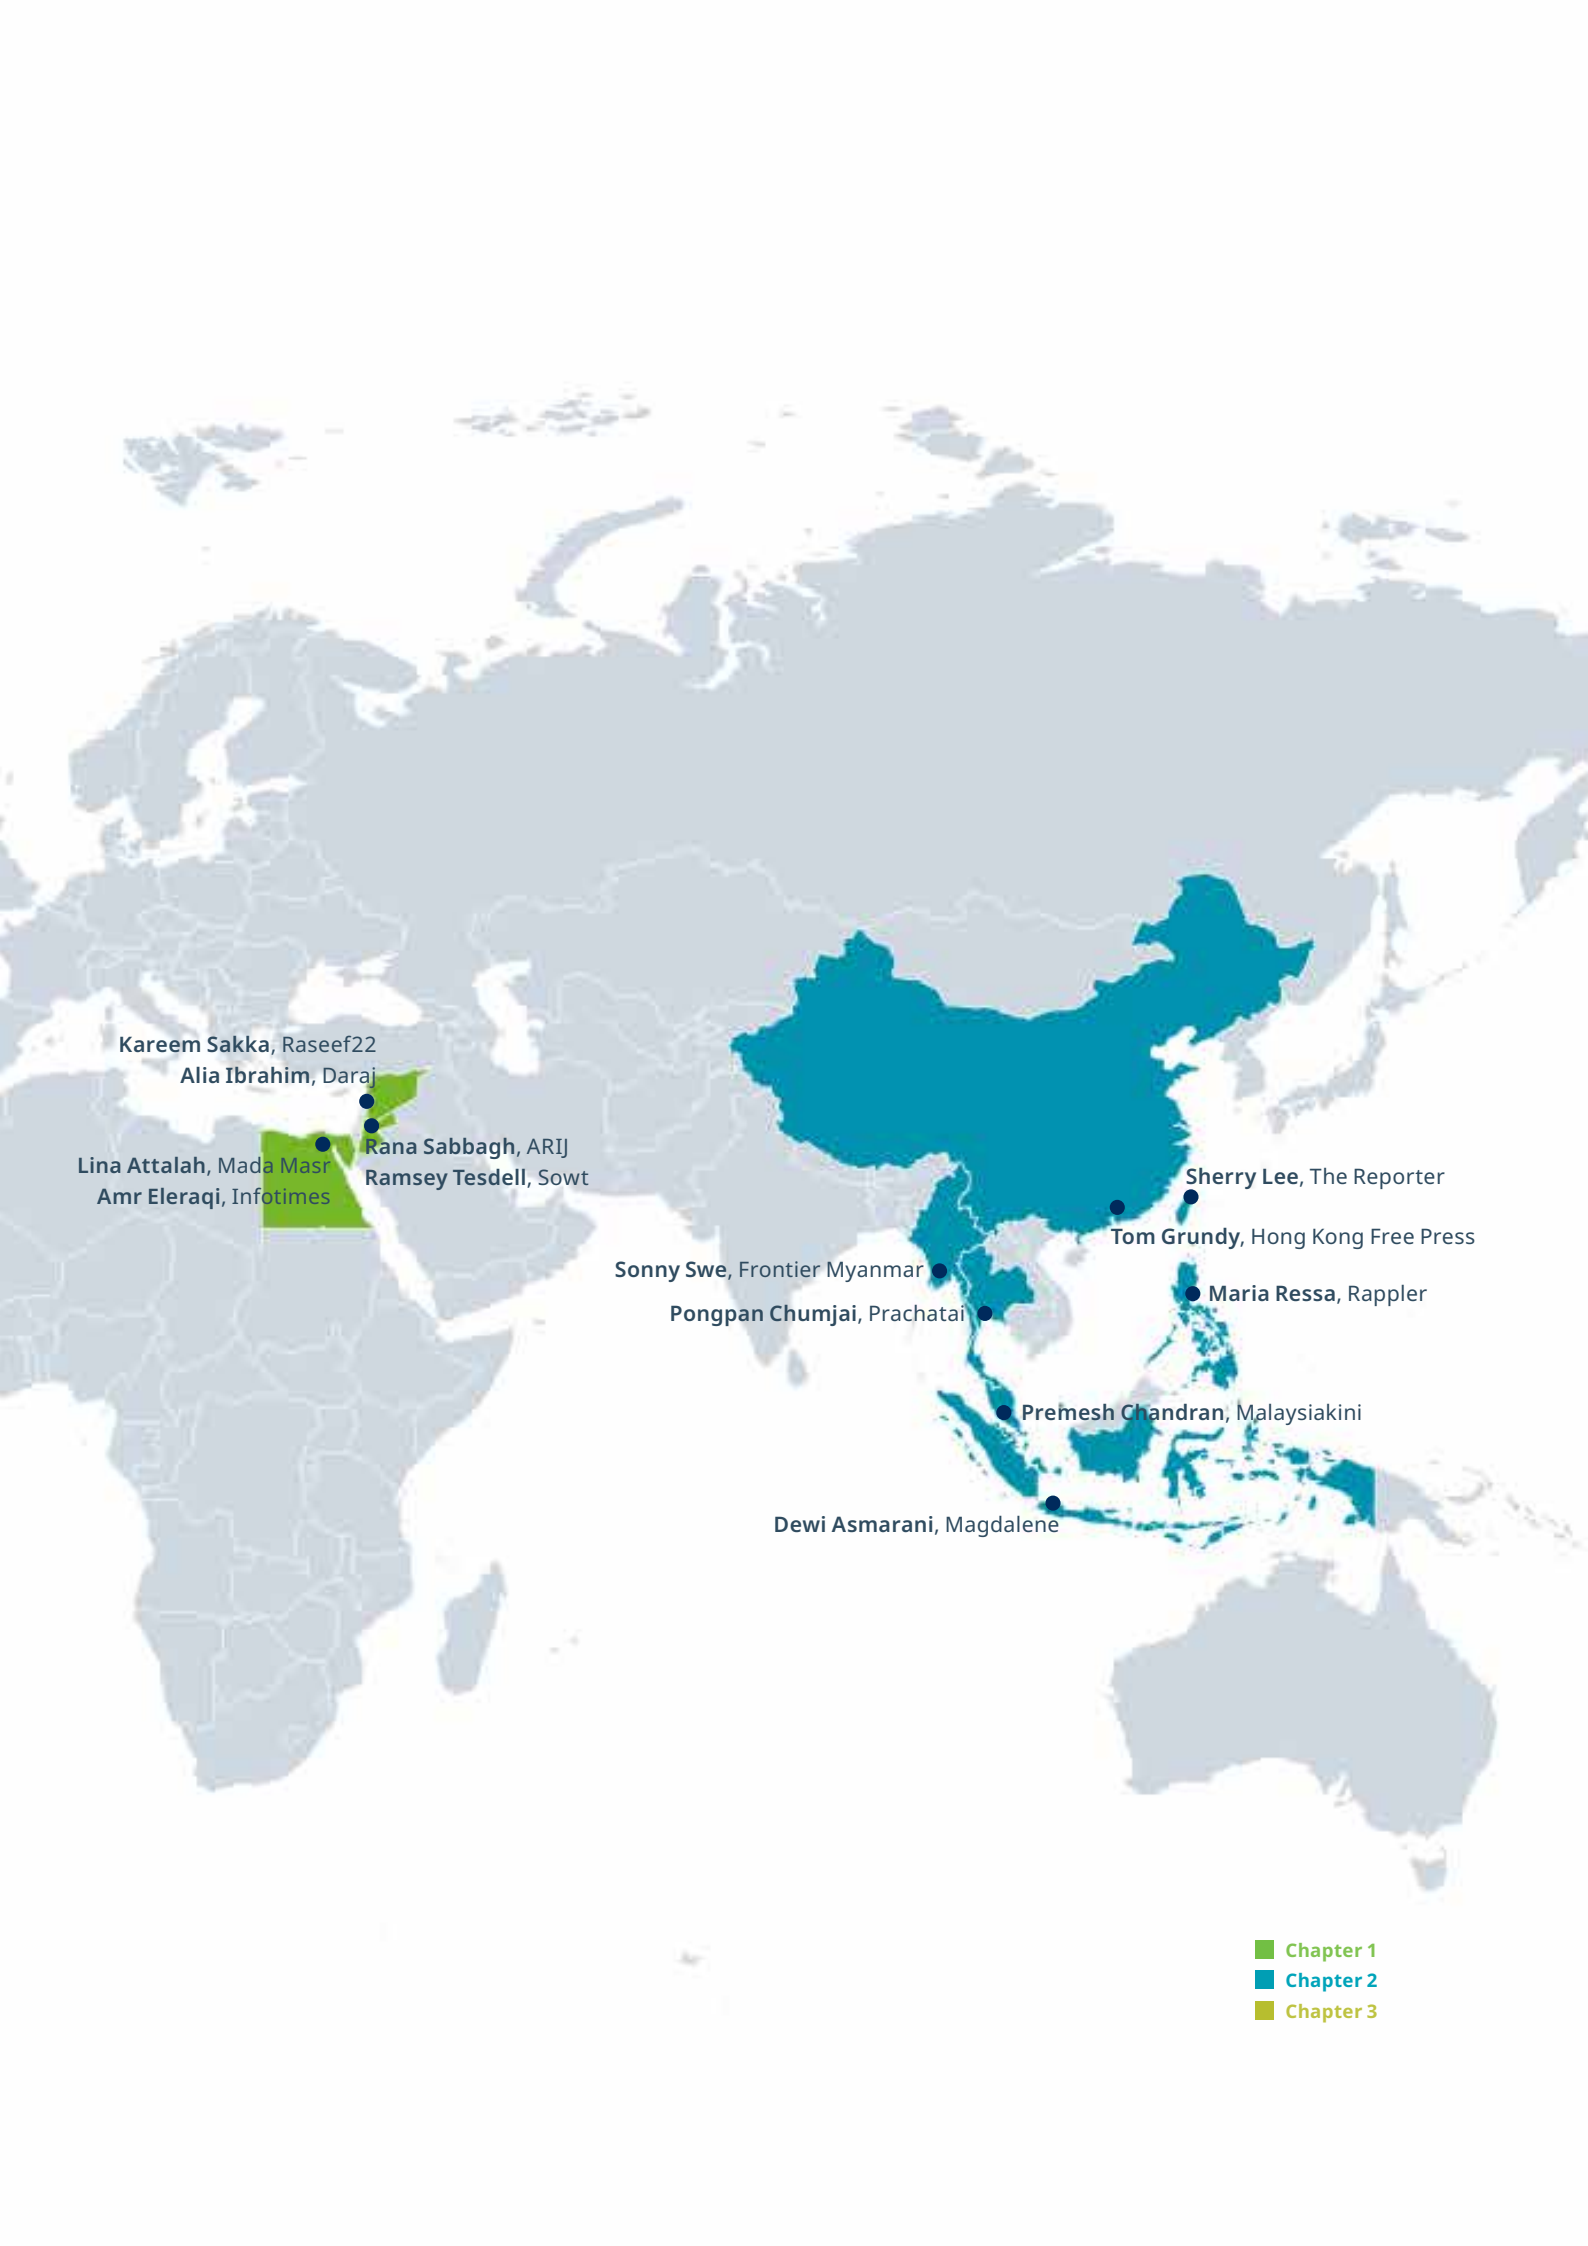 Kareem Sakka, Raseef22
Alia Ibrahim, Daraj
Rana Sabbagh, ARIJ
Ramsey Tesdell, Sowt
Lina Attalah, Mada Masr
Amr Eleraqi, Infotimes
Sherry Lee, The Reporter
Tom Grundy, Hong Kong Free Press
Sonny Swe, Frontier Myanmar
Maria Ressa, Rappler
Pongpan Chumjai, Prachatai
Premesh Chandran, Malaysiakini
Dewi Asmarani, Magdalene
Chapter 1
Chapter 2
Chapter 3